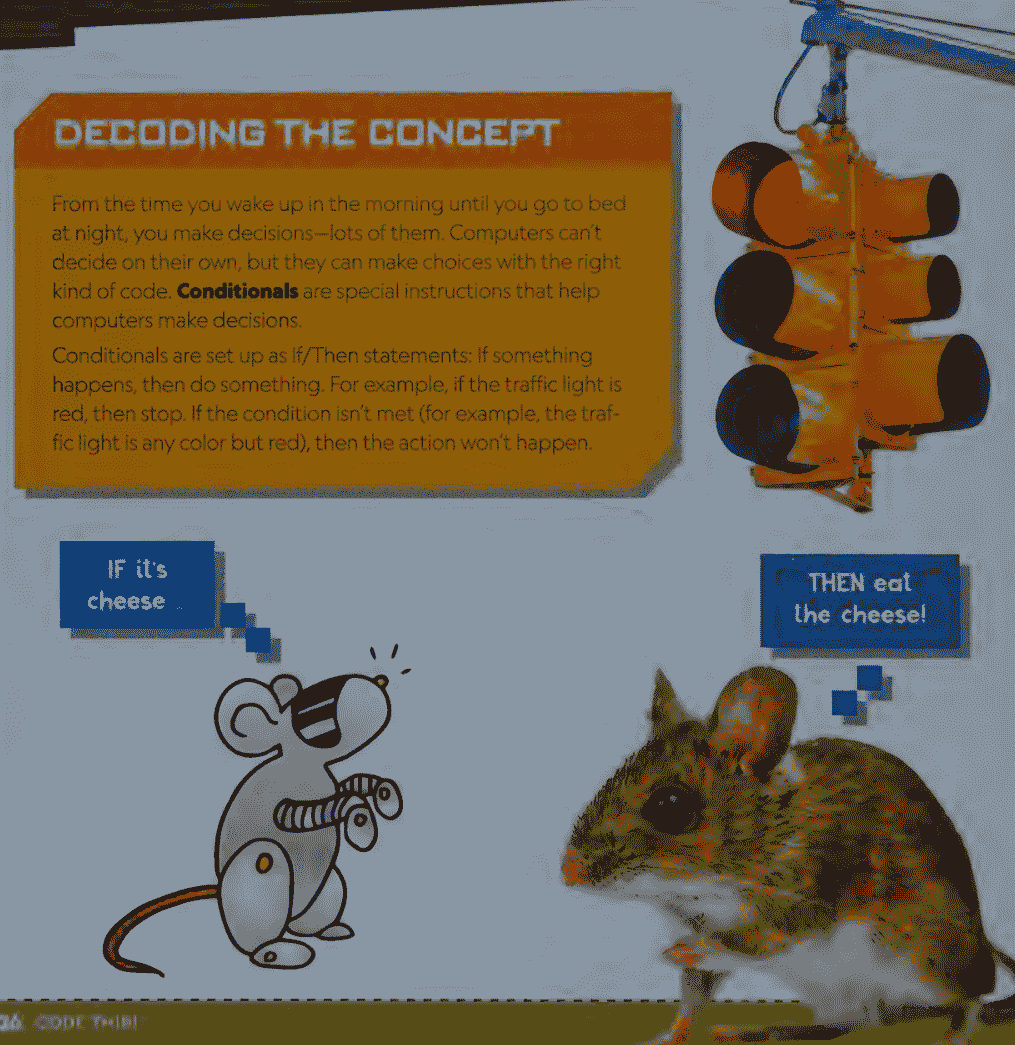 DECODING THE CONCEPT
From the time you wake up in the morning until you go to bed
at night, you make decisions—lots of them. Computers can't
decide on their own, but they can make choices with the right
kind of code. Conditionals are special instructions that help
computers make decisions.
Conditionals are set up as If/Then statements: If something
happens, then do something. For example, if the traffic light is
red, then stop. If the condition isn't met (for example, the traf-
fic light is any color but red), then the action won't happen.
IF it's
cheese
THEN eat
the cheese!
CODE THIS!